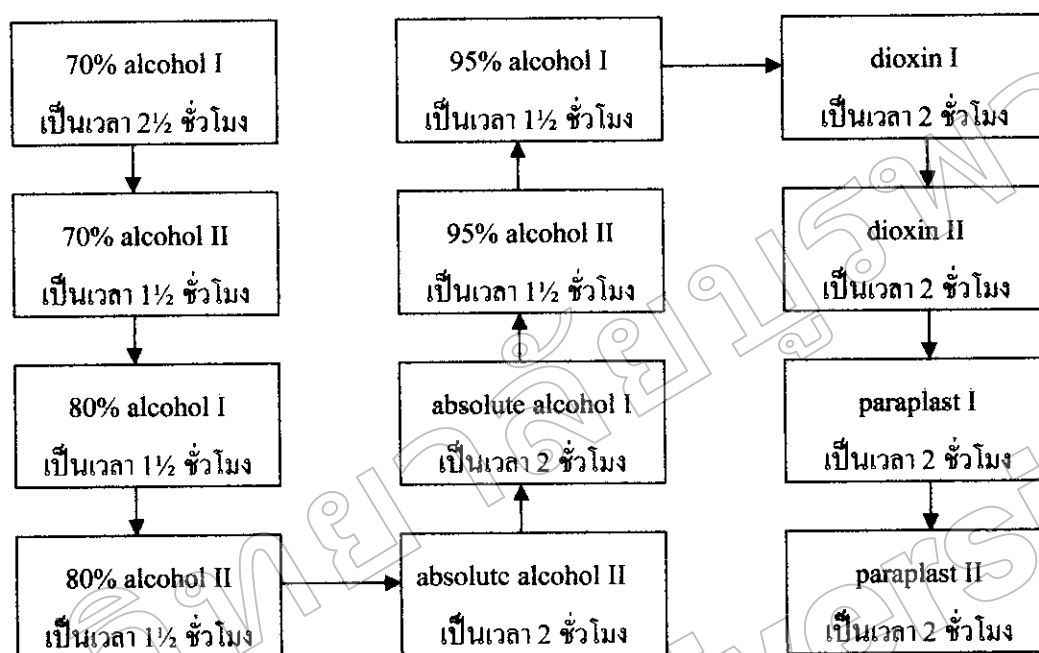 70% alcohol I
เป็นเวลา 2½ ชั่วโมง
70% alcohol II
เป็นเวลา 1½ ชั่วโมง
80% alcohol I
เป็นเวลา 1½ ชั่วโมง
80% alcohol II
เป็นเวลา 1½ ชั่วโมง
absolute alcohol II
เป็นเวลา 2 ชั่วโมง
absolute alcohol I
เป็นเวลา 2 ชั่วโมง
95% alcohol II
เป็นเวลา 1½ ชั่วโมง
95% alcohol I
เป็นเวลา 1½ ชั่วโมง
dioxin I
เป็นเวลา 2 ชั่วโมง
dioxin II
เป็นเวลา 2 ชั่วโมง
paraplast I
เป็นเวลา 2 ชั่วโมง
paraplast II
เป็นเวลา 2 ชั่วโมง